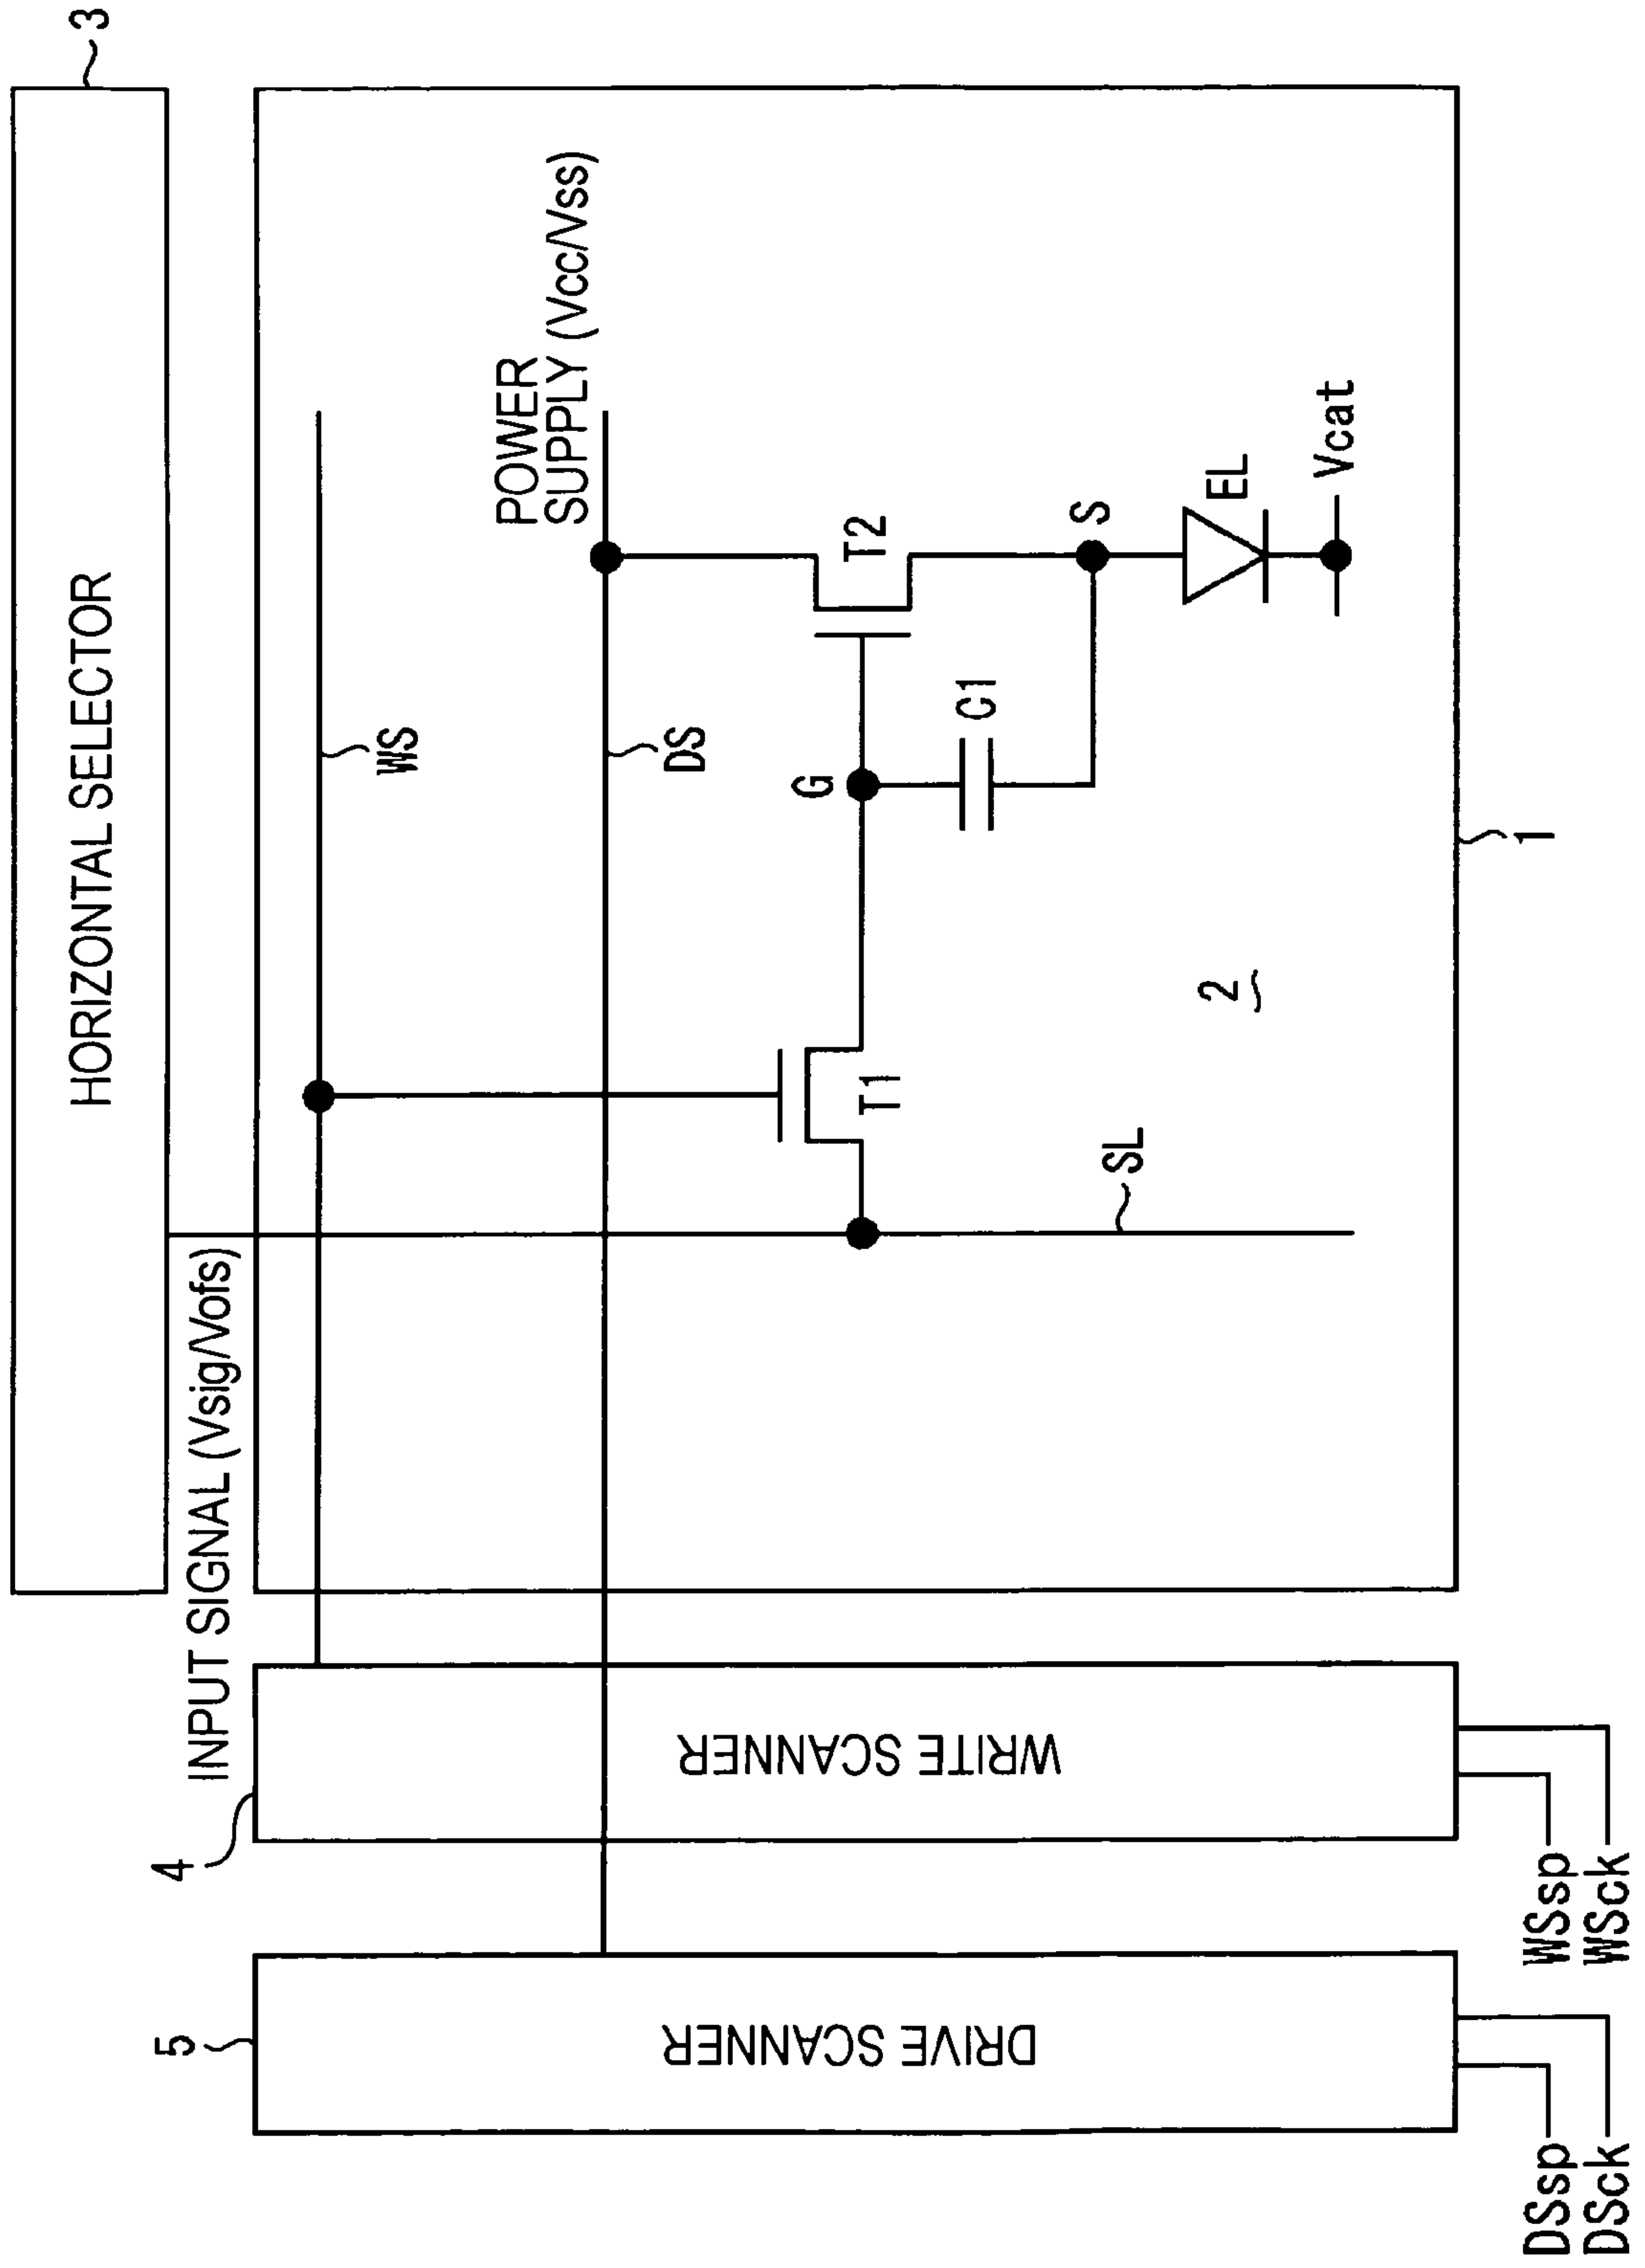 3
HORIZONTAL SELECTOR
INPUT SIGNAL (Vsig/Vofs)
5
4
WS
POWER
SUPPLY (Vcc/Vss)
DS
DRIVE SCANNER
WRITE SCANNER
G
T2
T1
C1
S
SL
2
EL
Vcat
1
DSsp
WSsp
DSck
WSck